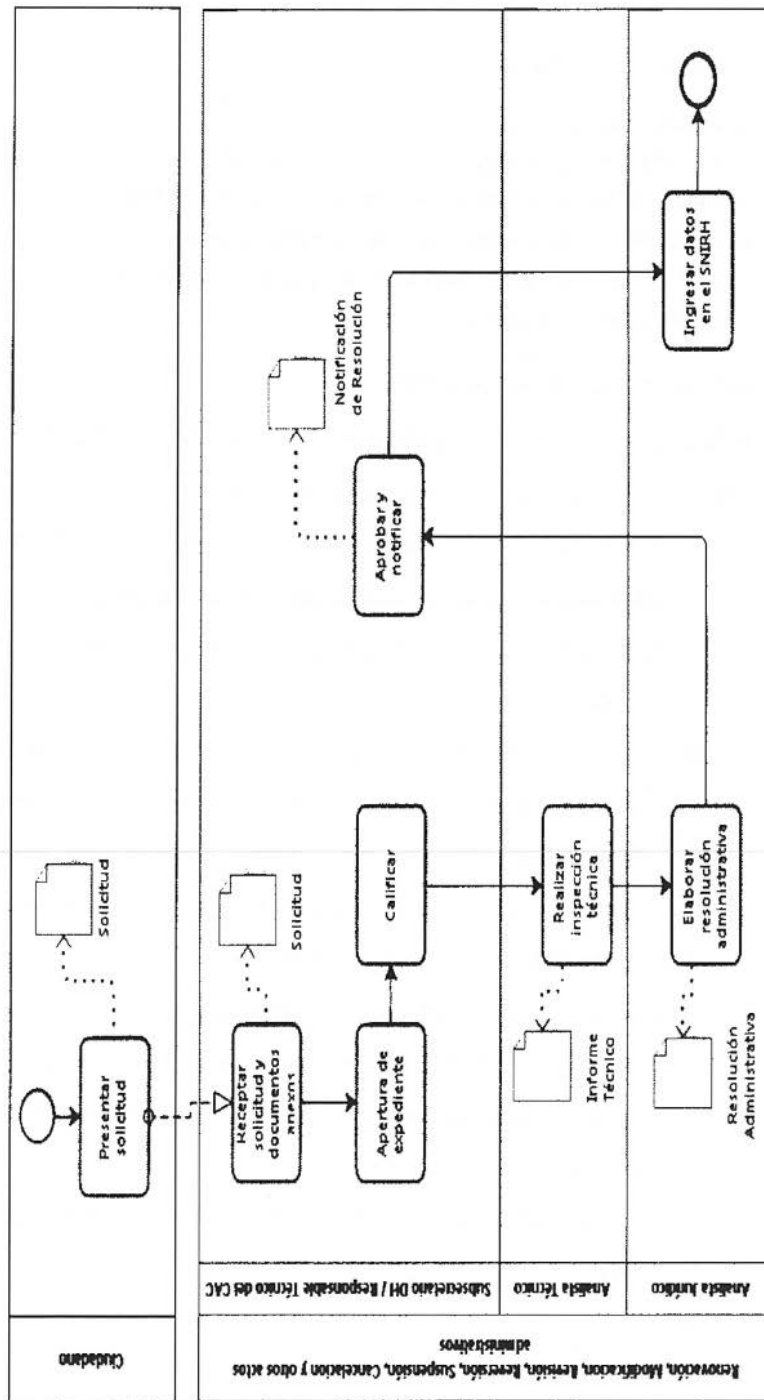 Ciudadano
Presentar
solicitud
Solicitud
Renovación, Modificacion, Revisión, Reversión, Suspensión, Cancelacion y otros actos
administrativos
Subsecretario DH / Responsable Técnico del CAC
Receptar
solicitud y
documentos
anexos
Solicitud
Apertura de
expediente
Calificar
Aprobar y
notificar
Notificación
de Resolución
Analista Técnico
Informe
Técnico
Realizar
inspección
técnica
Analista Jurídico
Resolución
Administrativa
Elaborar
resolución
administrativa
Ingresar datos
en el SNIRH